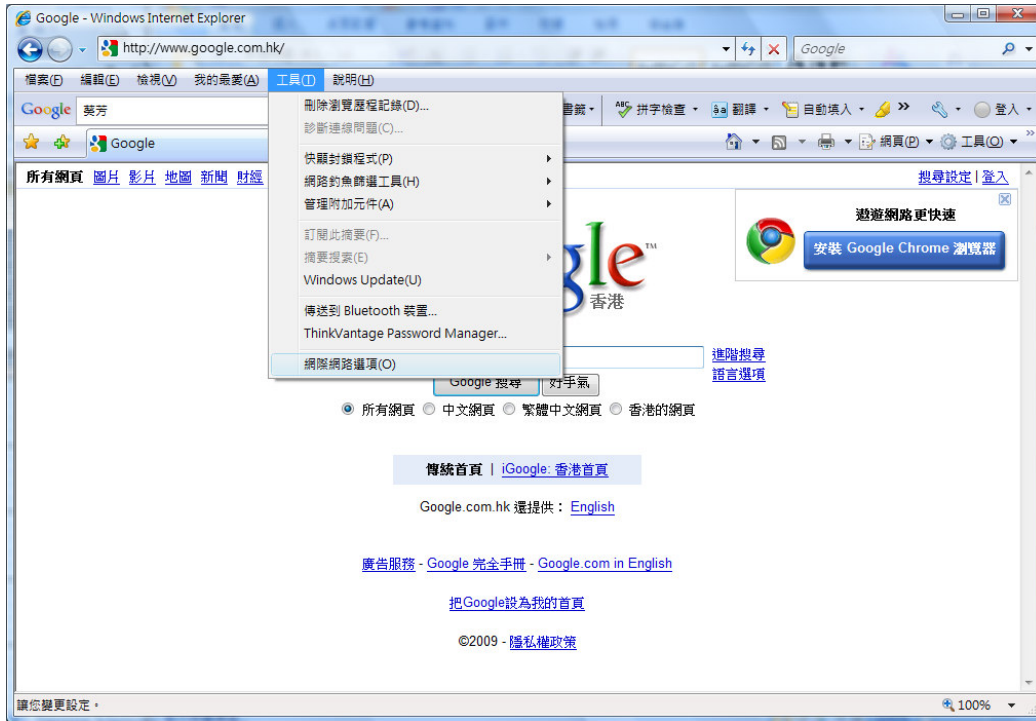 Google - Windows Internet Explorer
http://www.google.com.hk/
Google
檔案(F) 編輯(E) 檢視(V) 我的最愛(A) 工具(T) 說明(H)
Google 葵芳 書籤 拼字檢查 翻譯 自動填入 登入
Google 網頁(P) 工具(O)
刪除瀏覽歷程記錄(D)...
診斷連線問題(C)...
快顯封鎖程式(P)
網路釣魚篩選工具(H)
管理附加元件(A)
訂閱此摘要(F)...
摘要搜索(E)
Windows Update(U)
傳送到 Bluetooth 裝置...
ThinkVantage Password Manager...
網際網路選項(O)
所有網頁 圖片 影片 地圖 新聞 財經 搜尋設定 | 登入
遨遊網路更快速
安裝 Google Chrome 瀏覽器
gle™
香港
進階搜尋
語言選項
Google 搜尋 好手氣
所有網頁 中文網頁 繁體中文網頁 香港的網頁
傳統首頁 | iGoogle: 香港首頁
Google.com.hk 還提供： English
廣告服務 - Google 完全手冊 - Google.com in English
把Google設為我的首頁
©2009 - 隱私權政策
讓您變更設定。 100%